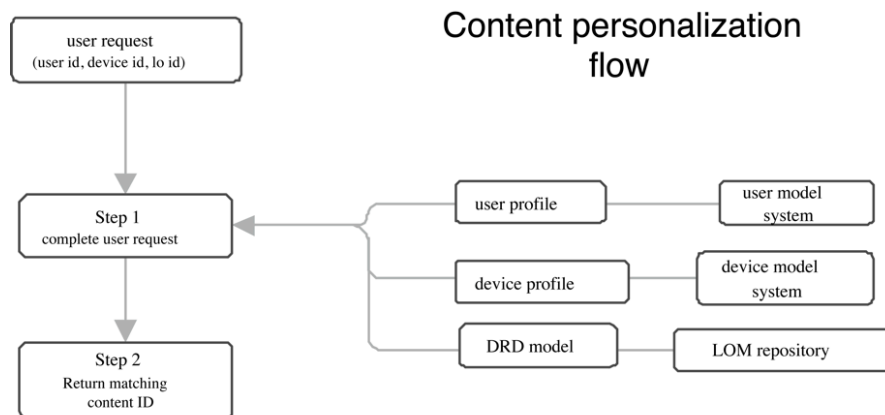 Content personalization
flow
user request
(user id, device id, lo id)
Step 1
complete user request
Step 2
Return matching
content ID
user profile
user model
system
device profile
device model
system
DRD model
LOM repository